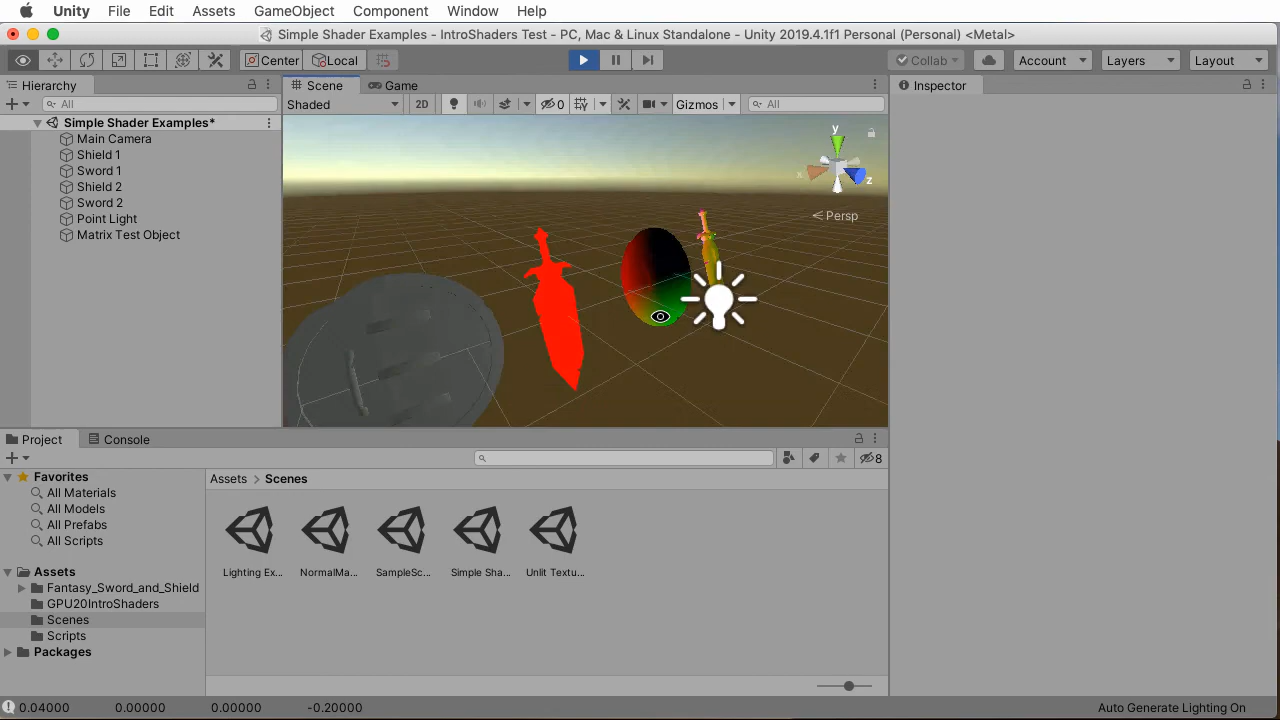 Unity File Edit Assets GameObject Component Window Help
Simple Shader Examples - IntroShaders Test - PC, Mac & Linux Standalone - Unity 2019.4.1f1 Personal (Personal) <Metal>
Center Local Collab Account Layers Layout
Hierarchy Scene Game Inspector
All Shaded 2D 0 Gizmos All
Simple Shader Examples*
Main Camera
Shield 1
Sword 1
Shield 2
Sword 2
Point Light
Matrix Test Object
y
x
z
Persp
Project Console
8
Favorites
All Materials
All Models
All Prefabs
All Scripts
Assets
Fantasy_Sword_and_Shield
GPU20IntroShaders
Scenes
Scripts
Packages
Assets > Scenes
Lighting Ex... NormalMa... SampleSc... Simple Sha... Unlit Textu...
0.04000 0.00000 0.00000 -0.20000 Auto Generate Lighting On